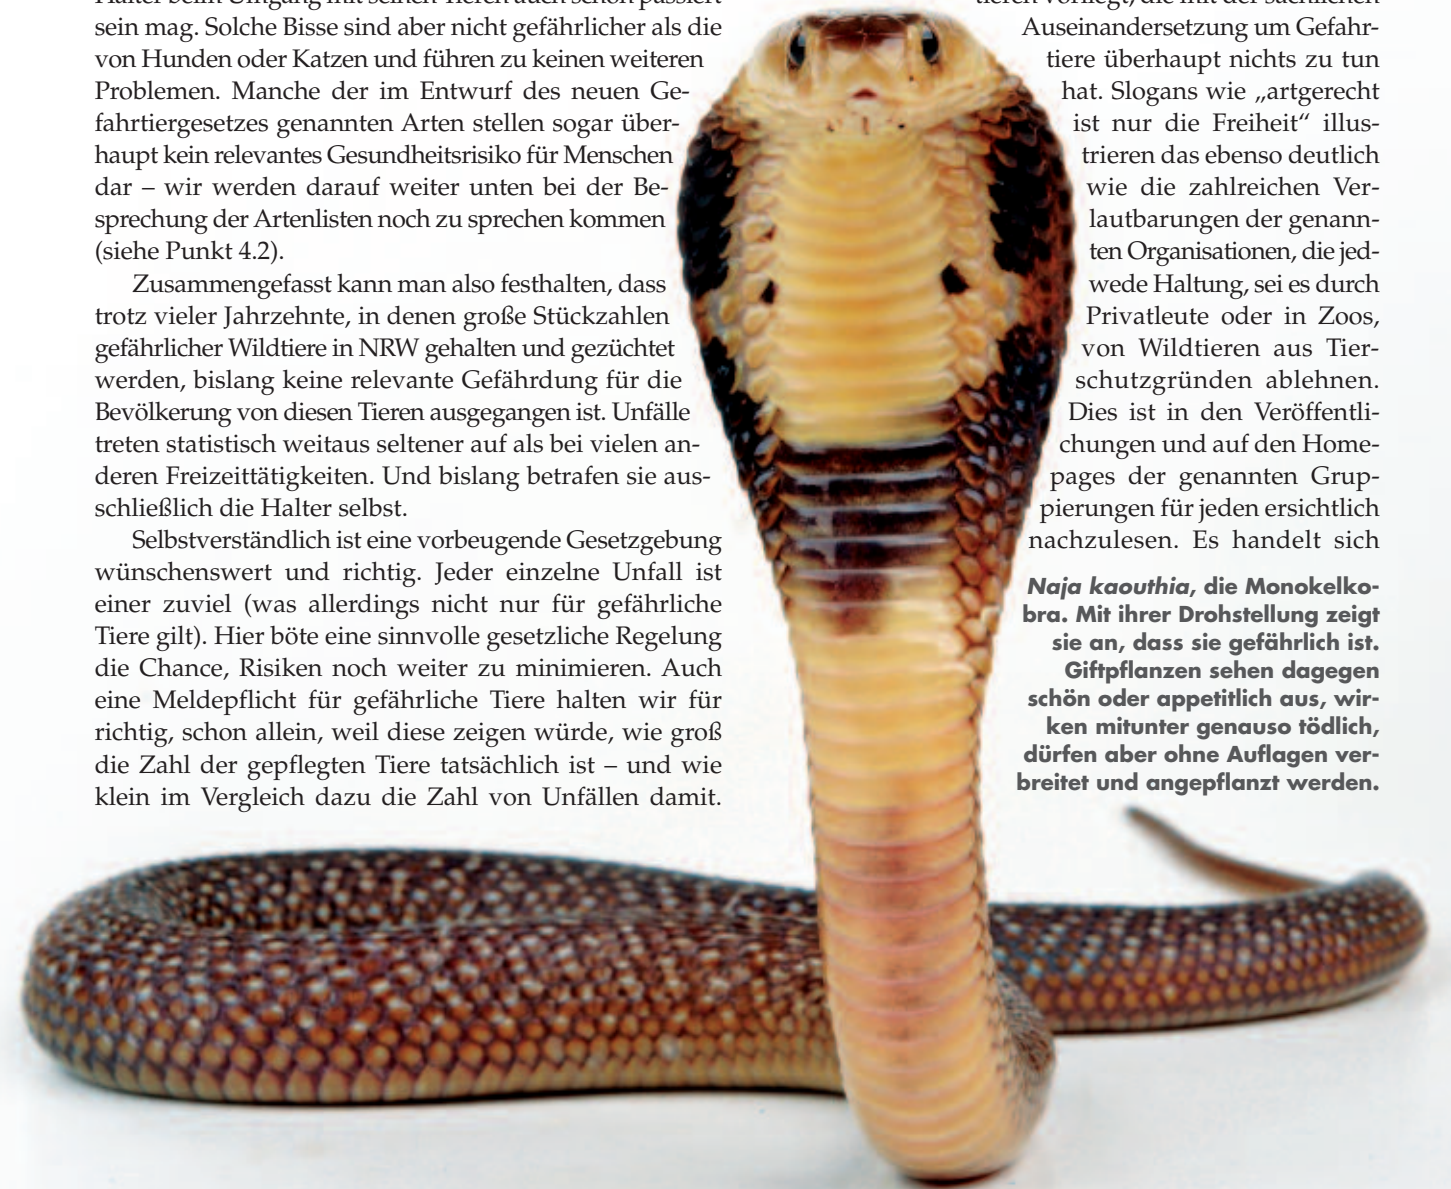 Halter beim Umgang mit seinen Tieren auch schon passiert
sein mag. Solche Bisse sind aber nicht gefährlicher als die
von Hunden oder Katzen und führen zu keinen weiteren
Problemen. Manche der im Entwurf des neuen Ge-
fahrtiergesetzes genannten Arten stellen sogar über-
haupt kein relevantes Gesundheitsrisiko für Menschen
dar – wir werden darauf weiter unten bei der Be-
sprechung der Artenlisten noch zu sprechen kommen
(siehe Punkt 4.2).
Zusammengefasst kann man also festhalten, dass
trotz vieler Jahrzehnte, in denen große Stückzahlen
gefährlicher Wildtiere in NRW gehalten und gezüchtet
werden, bislang keine relevante Gefährdung für die
Bevölkerung von diesen Tieren ausgegangen ist. Unfälle
treten statistisch weitaus seltener auf als bei vielen an-
deren Freizeittätigkeiten. Und bislang betrafen sie aus-
schließlich die Halter selbst.
Selbstverständlich ist eine vorbeugende Gesetzgebung
wünschenswert und richtig. Jeder einzelne Unfall ist
einer zuviel (was allerdings nicht nur für gefährliche
Tiere gilt). Hier böte eine sinnvolle gesetzliche Regelung
die Chance, Risiken noch weiter zu minimieren. Auch
eine Meldepflicht für gefährliche Tiere halten wir für
richtig, schon allein, weil diese zeigen würde, wie groß
die Zahl der gepflegten Tiere tatsächlich ist – und wie
klein im Vergleich dazu die Zahl von Unfällen damit.
tieren vorliegt, die mit der sachlichen
Auseinandersetzung um Gefahr-
tiere überhaupt nichts zu tun
hat. Slogans wie „artgerecht
ist nur die Freiheit“ illus-
trieren das ebenso deutlich
wie die zahlreichen Ver-
lautbarungen der genann-
ten Organisationen, die jed-
wede Haltung, sei es durch
Privatleute oder in Zoos,
von Wildtieren aus Tier-
schutzgründen ablehnen.
Dies ist in den Veröffentli-
chungen und auf den Home-
pages der genannten Grup-
pierungen für jeden ersichtlich
nachzulesen. Es handelt sich
Naja kaouthia, die Monokelko-
bra. Mit ihrer Drohstellung zeigt
sie an, dass sie gefährlich ist.
Giftpflanzen sehen dagegen
schön oder appetitlich aus, wir-
ken mitunter genauso tödlich,
dürfen aber ohne Auflagen ver-
breitet und angepflanzt werden.